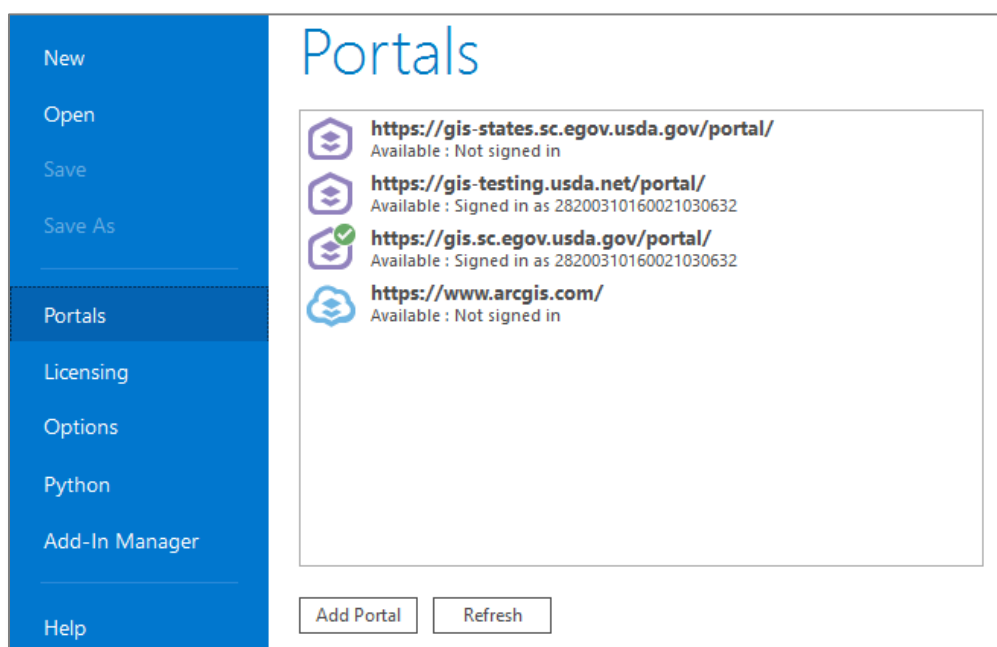 New
Open
Save
Save As
Portals
Licensing
Options
Python
Add-In Manager
Help
Portals
https://gis-states.sc.egov.usda.gov/portal/
Available : Not signed in
https://gis-testing.usda.net/portal/
Available : Signed in as 28200310160021030632
https://gis.sc.egov.usda.gov/portal/
Available : Signed in as 28200310160021030632
https://www.arcgis.com/
Available : Not signed in
Add Portal
Refresh